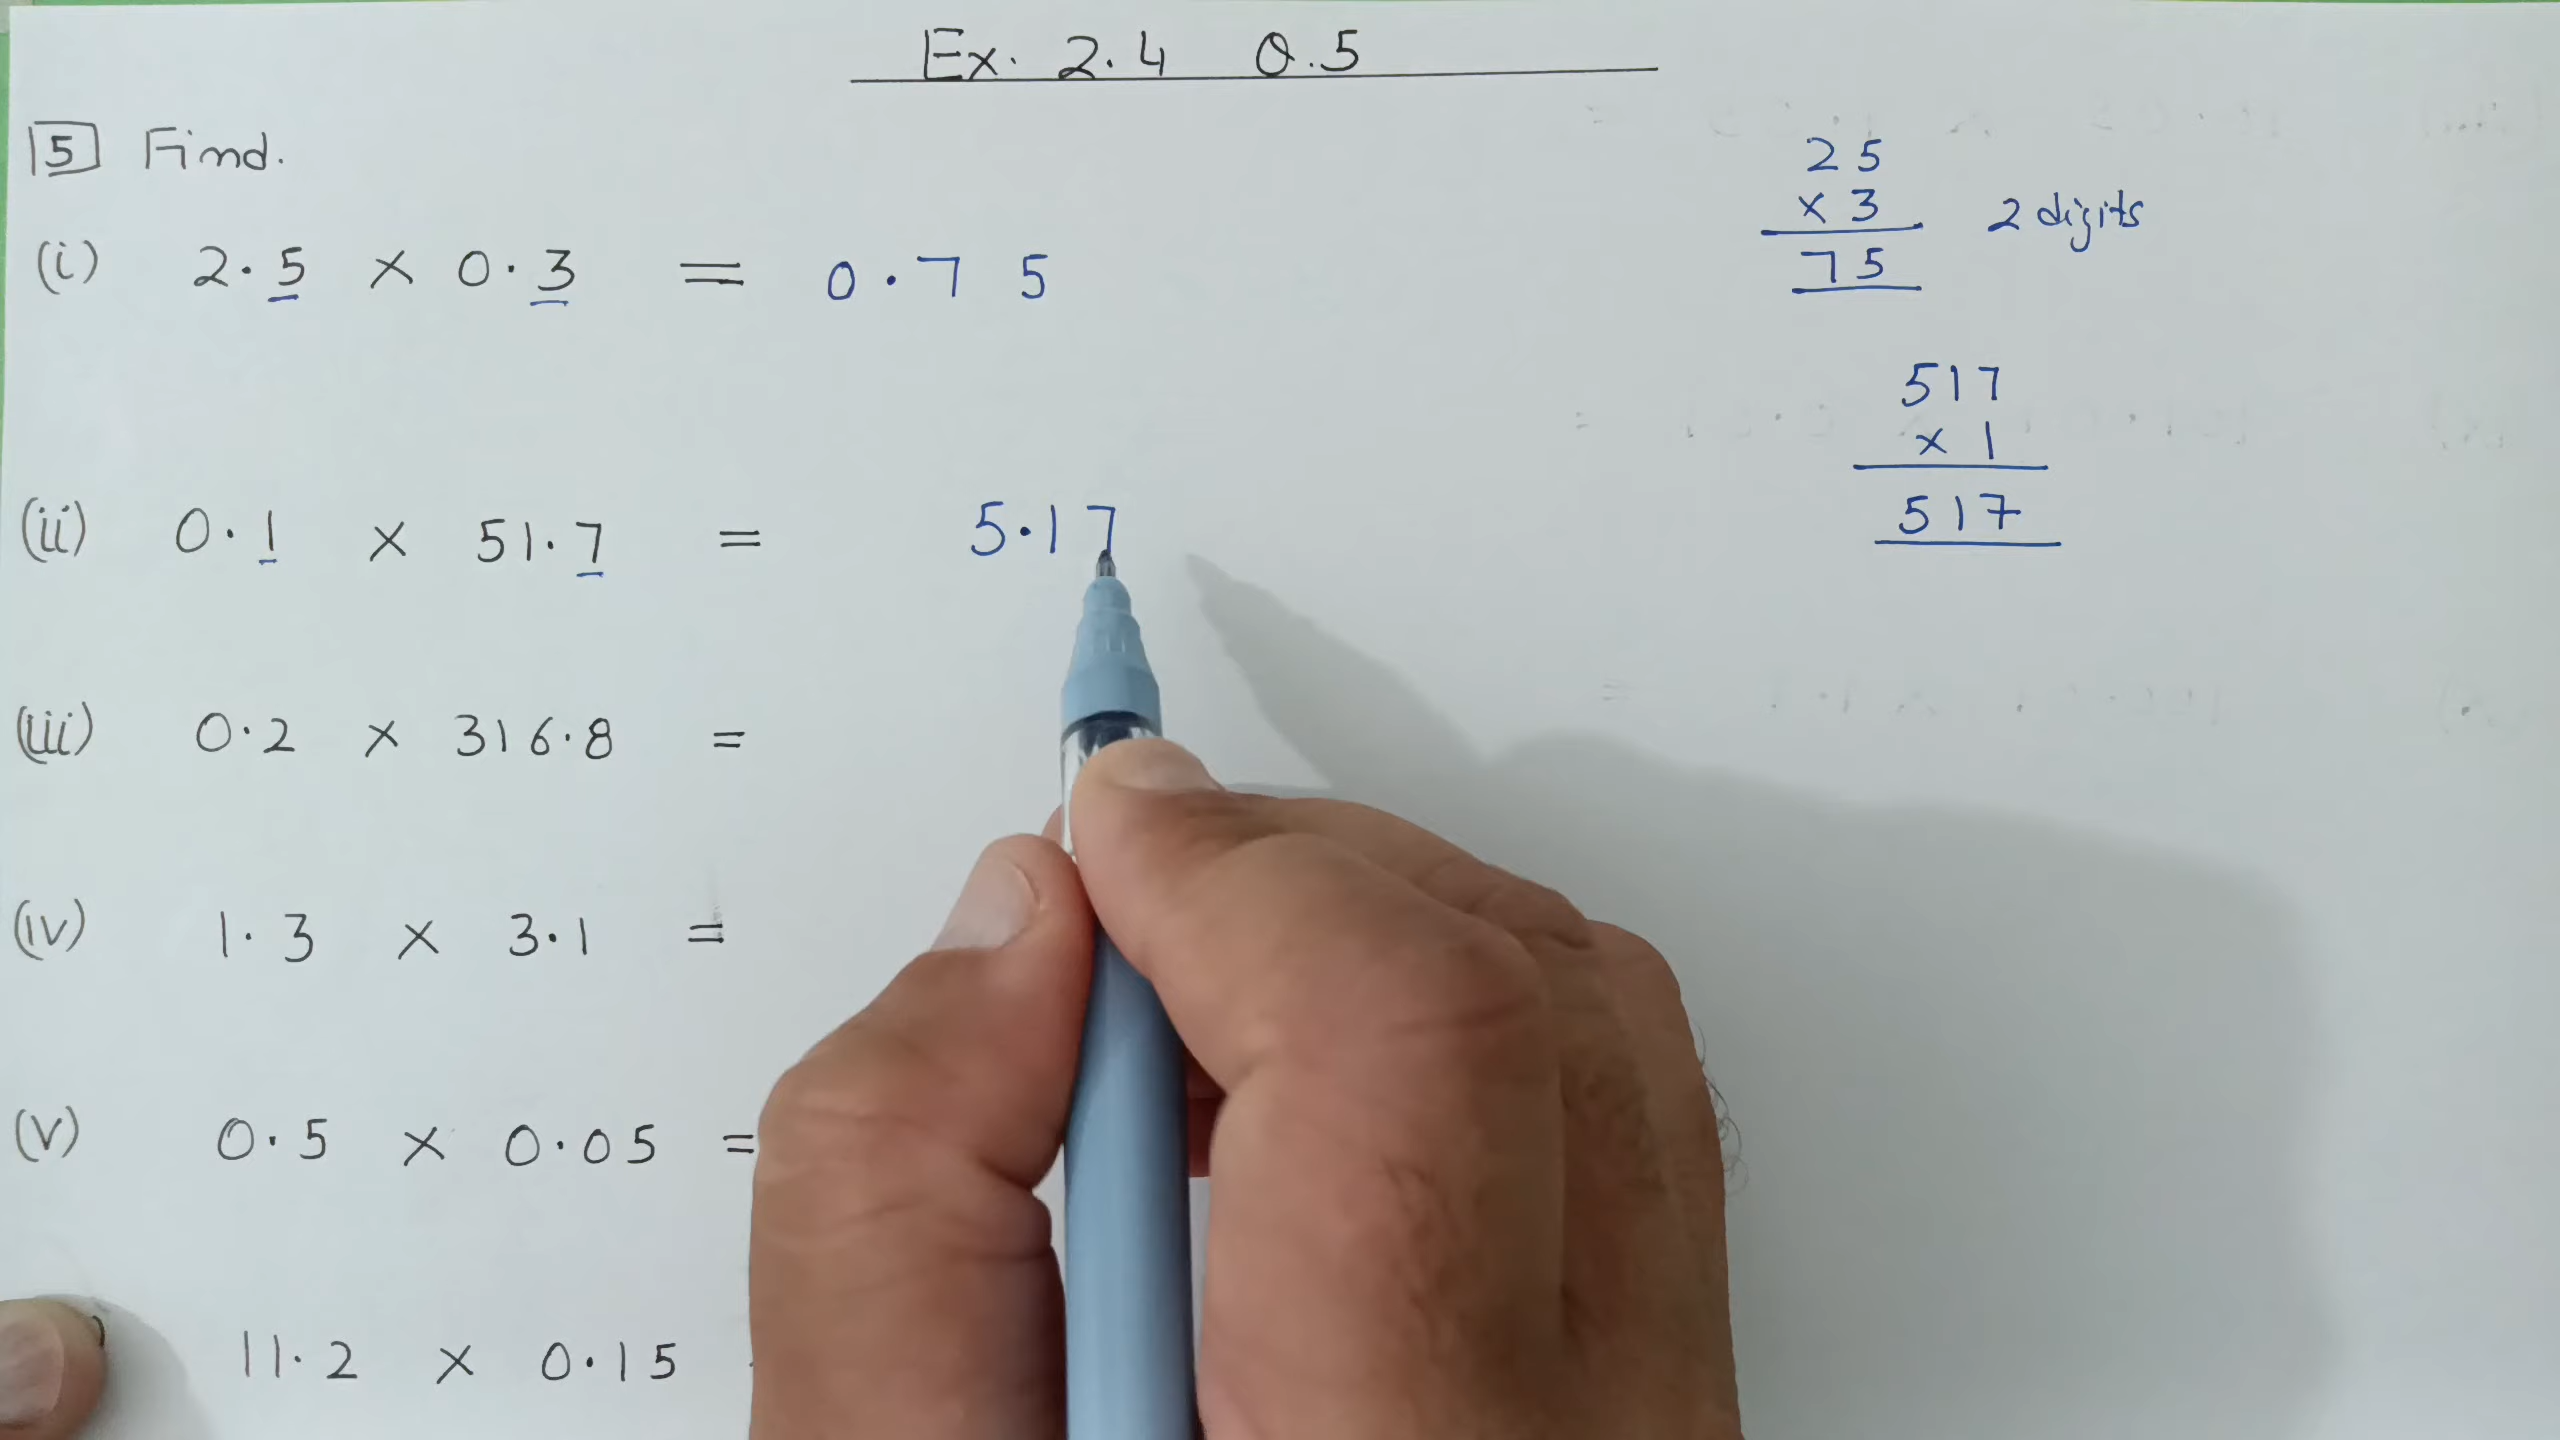 Ex. 2.4 Q.5
5 Find.
(i) 2.5 × 0.3 = 0.75
(ii) 0.1 × 51.7 = 5.17
(iii) 0.2 × 316.8 =
(iv) 1.3 × 3.1 =
(v) 0.5 × 0.05 =
11.2 × 0.15
25
× 3 2 digits
75
517
× 1
517